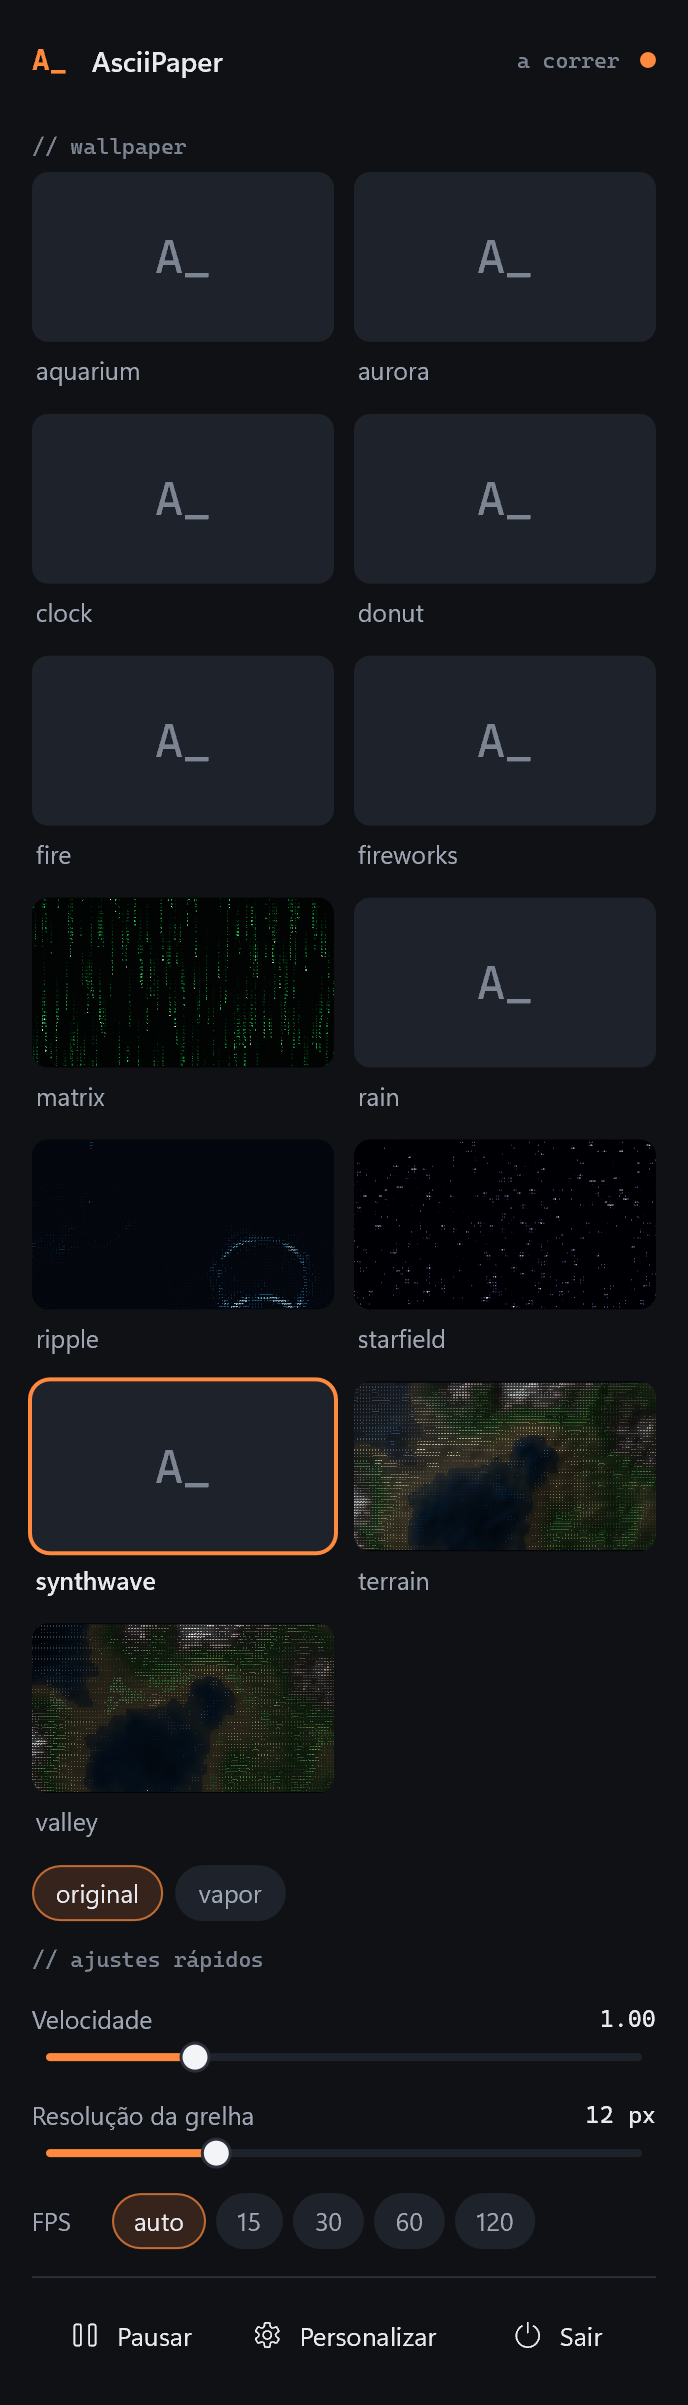 A_ AsciiPaper a correr
// wallpaper
A_ A_
aquarium aurora
A_ A_
clock donut
A_ A_
fire fireworks
A_
matrix rain
ripple starfield
A_
synthwave terrain
valley
original vapor
// ajustes rápidos
Velocidade 1.00
Resolução da grelha 12 px
FPS auto 15 30 60 120
Pausar Personalizar Sair